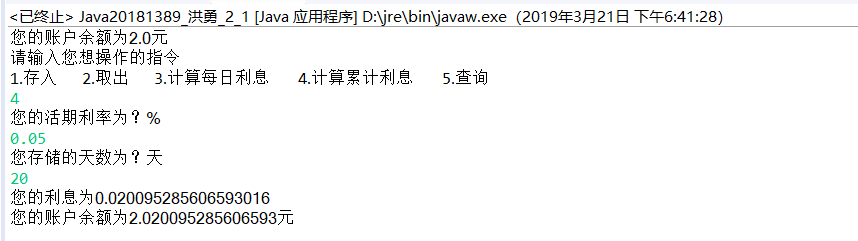 <已终止> Java20181389_洪勇_2_1 [Java 应用程序] D:\jre\bin\javaw.exe（2019年3月21日 下午6:41:28）
您的账户余额为2.0元
请输入您想操作的指令
1.存入 2.取出 3.计算每日利息 4.计算累计利息 5.查询
4
您的活期利率为？%
0.05
您存储的天数为？天
20
您的利息为0.020095285606593016
您的账户余额为2.020095285606593元